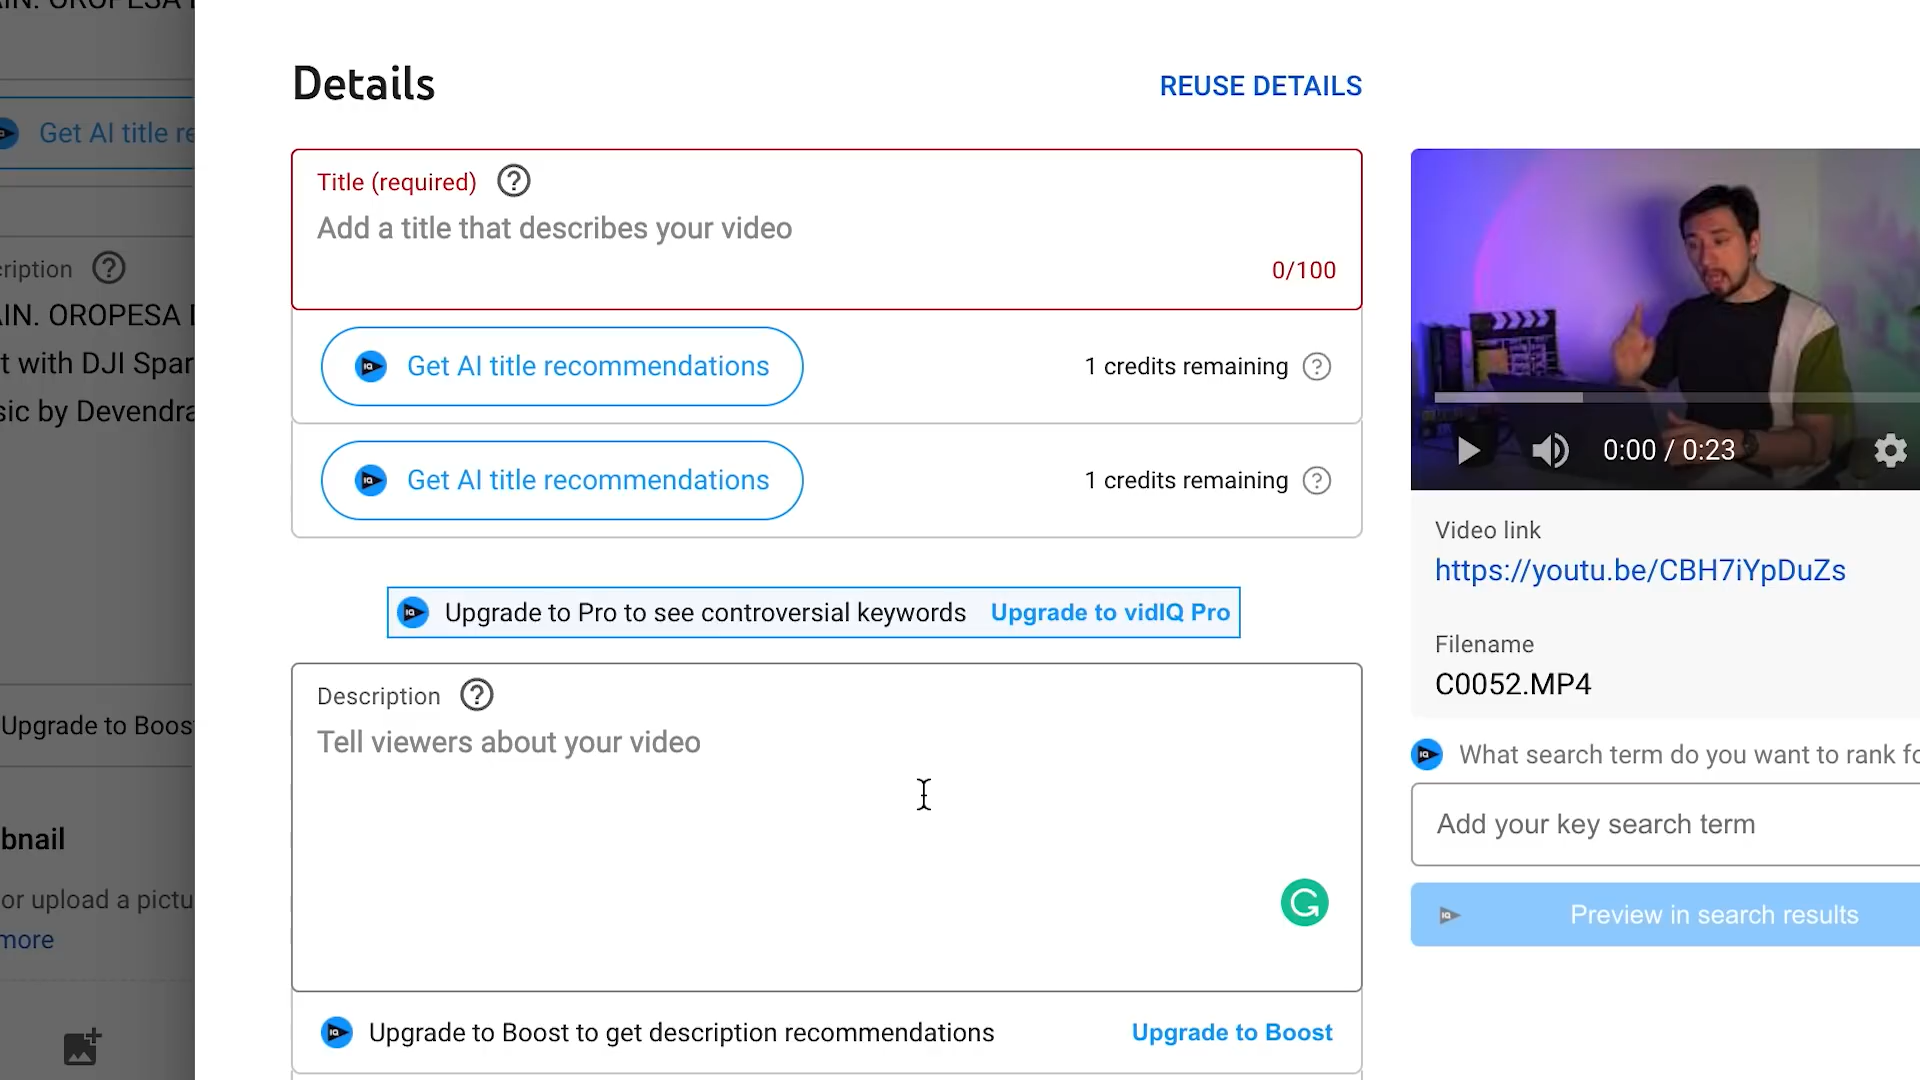 Details
REUSE DETAILS
Title (required)
Add a title that describes your video
0/100
Get AI title recommendations
1 credits remaining
Get AI title recommendations
1 credits remaining
Upgrade to Pro to see controversial keywords Upgrade to vidIQ Pro
Description
Tell viewers about your video
Upgrade to Boost to get description recommendations Upgrade to Boost
0:00 / 0:23
Video link
https://youtu.be/CBH7iYpDuZs
Filename
C0052.MP4
What search term do you want to rank fo
Add your key search term
Preview in search results
Get AI title re
cription
AIN. OROPESA
t with DJI Spar
sic by Devendra
Upgrade to Boos
bnail
or upload a pictu
more